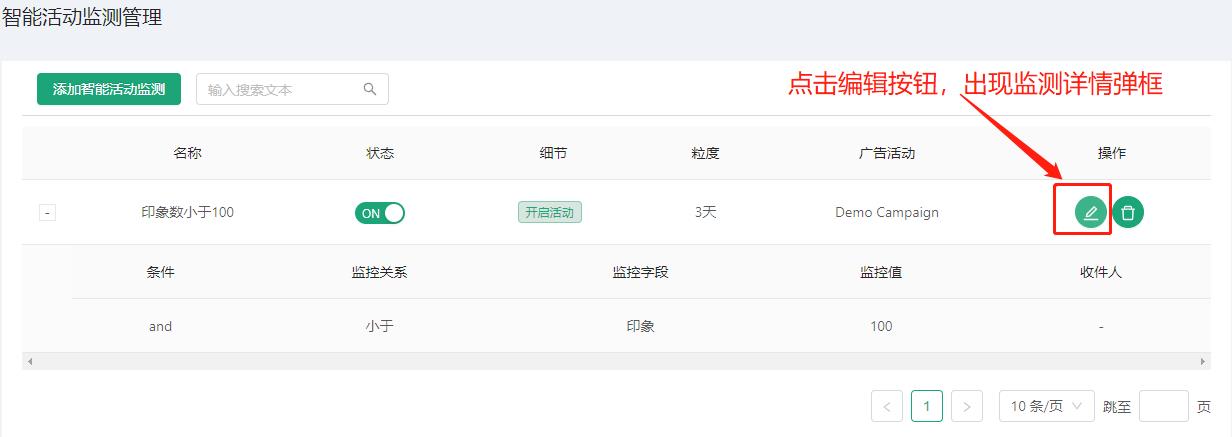 智能活动监测管理
添加智能活动监测 输入搜索文本
点击编辑按钮，出现监测详情弹框
名称 状态 细节 粒度 广告活动 操作
- 印象数小于100 ON 开启活动 3天 Demo Campaign
条件 监控关系 监控字段 监控值 收件人
and 小于 印象 100 -
< 1 > 10 条/页 跳至 页